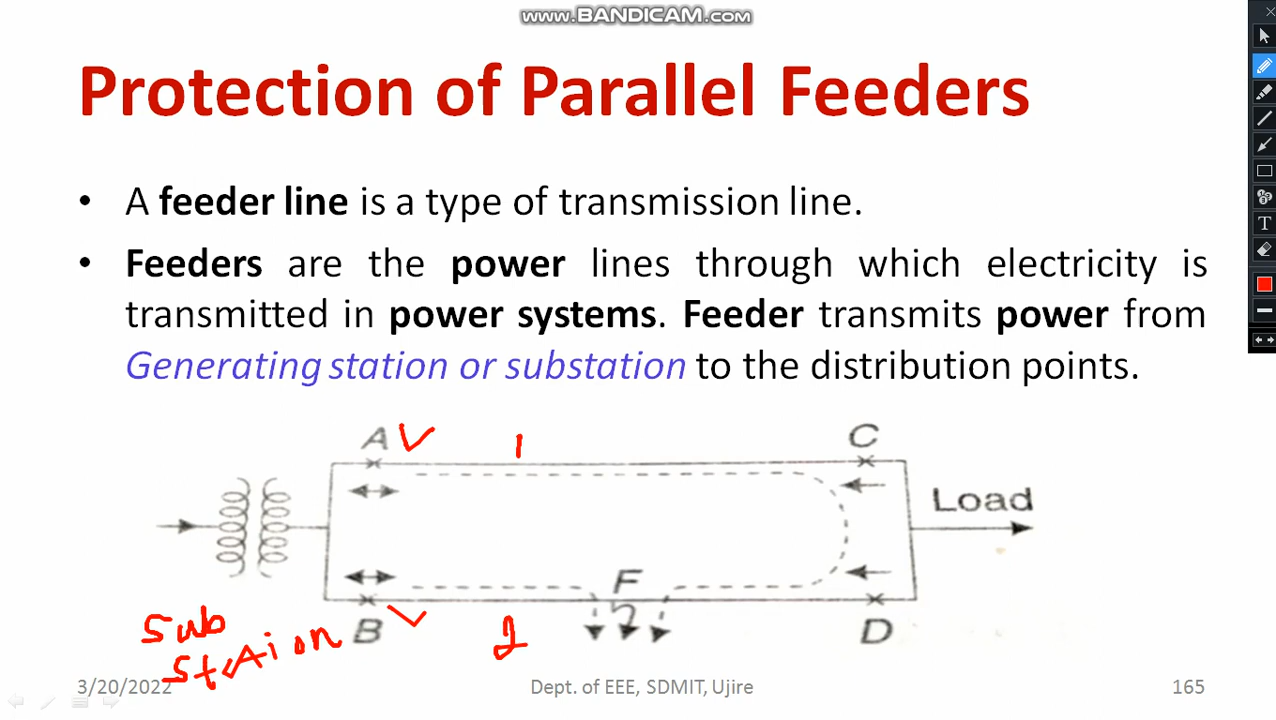 www.BANDICAM.com
Protection of Parallel Feeders
• A feeder line is a type of transmission line.
• Feeders are the power lines through which electricity is
transmitted in power systems. Feeder transmits power from
Generating station or substation to the distribution points.
A 1 C
Load
F
B 2 D
Sub
Station
3/20/2022 Dept. of EEE, SDMIT, Ujire 165